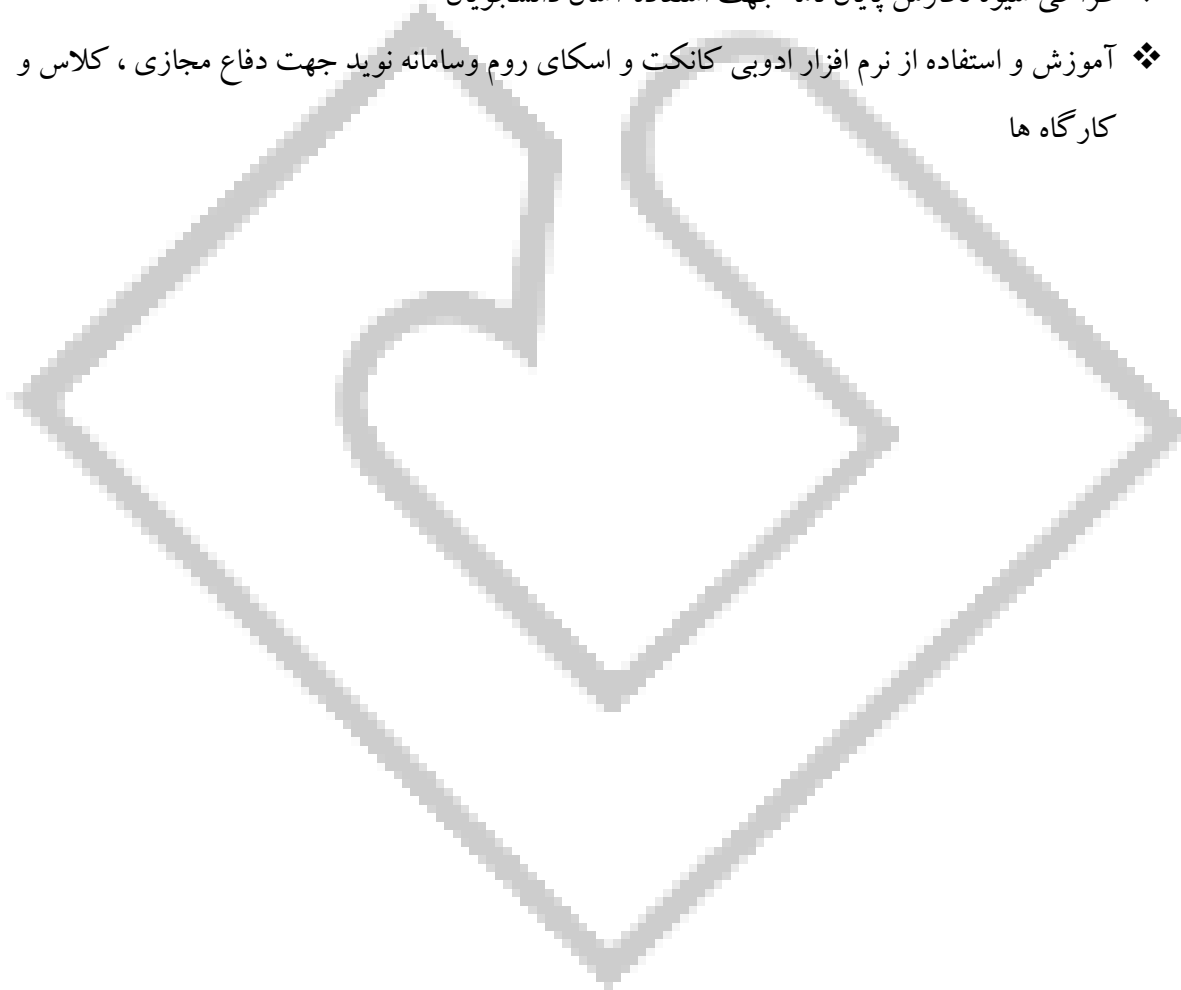 ❖ آموزش و استفاده از نرم افزار ادوبی کانکت و اسکای روم وسامانه نوید جهت دفاع مجازی ، کلاس و
کارگاه ها